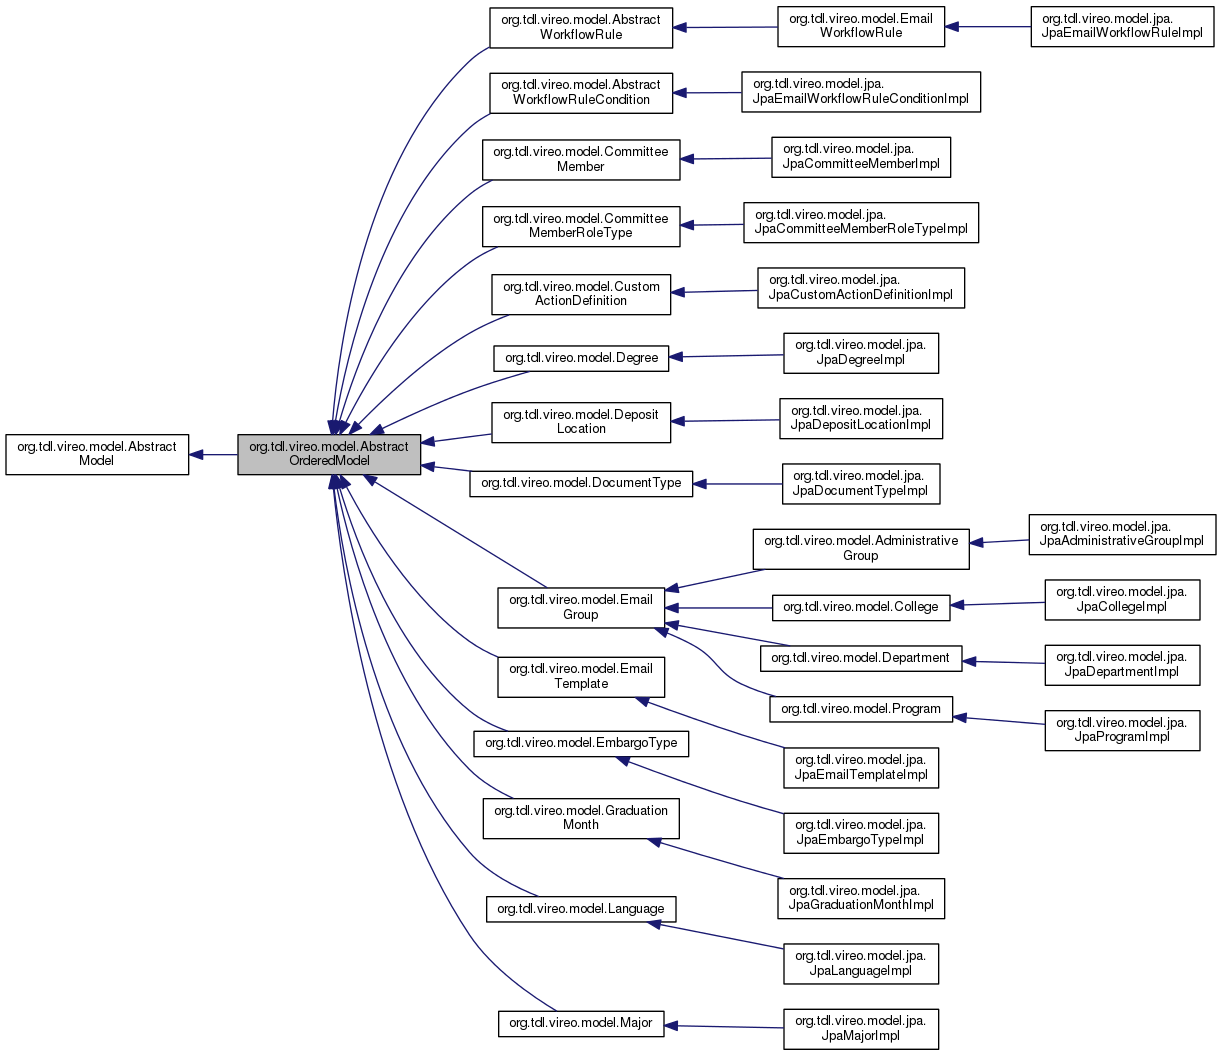 org.tdl.vireo.model.Abstract
WorkflowRule
org.tdl.vireo.model.Email
WorkflowRule
org.tdl.vireo.model.jpa.
JpaEmailWorkflowRuleImpl
org.tdl.vireo.model.Abstract
WorkflowRuleCondition
org.tdl.vireo.model.jpa.
JpaEmailWorkflowRuleConditionImpl
org.tdl.vireo.model.Committee
Member
org.tdl.vireo.model.jpa.
JpaCommitteeMemberImpl
org.tdl.vireo.model.Committee
MemberRoleType
org.tdl.vireo.model.jpa.
JpaCommitteeMemberRoleTypeImpl
org.tdl.vireo.model.Custom
ActionDefinition
org.tdl.vireo.model.jpa.
JpaCustomActionDefinitionImpl
org.tdl.vireo.model.Degree
org.tdl.vireo.model.jpa.
JpaDegreeImpl
org.tdl.vireo.model.Deposit
Location
org.tdl.vireo.model.jpa.
JpaDepositLocationImpl
org.tdl.vireo.model.Abstract
Model
org.tdl.vireo.model.Abstract
OrderedModel
org.tdl.vireo.model.DocumentType
org.tdl.vireo.model.jpa.
JpaDocumentTypeImpl
org.tdl.vireo.model.Administrative
Group
org.tdl.vireo.model.jpa.
JpaAdministrativeGroupImpl
org.tdl.vireo.model.Email
Group
org.tdl.vireo.model.College
org.tdl.vireo.model.jpa.
JpaCollegeImpl
org.tdl.vireo.model.Department
org.tdl.vireo.model.jpa.
JpaDepartmentImpl
org.tdl.vireo.model.Email
Template
org.tdl.vireo.model.Program
org.tdl.vireo.model.jpa.
JpaProgramImpl
org.tdl.vireo.model.EmbargoType
org.tdl.vireo.model.jpa.
JpaEmailTemplateImpl
org.tdl.vireo.model.Graduation
Month
org.tdl.vireo.model.jpa.
JpaEmbargoTypeImpl
org.tdl.vireo.model.jpa.
JpaGraduationMonthImpl
org.tdl.vireo.model.Language
org.tdl.vireo.model.jpa.
JpaLanguageImpl
org.tdl.vireo.model.Major
org.tdl.vireo.model.jpa.
JpaMajorImpl